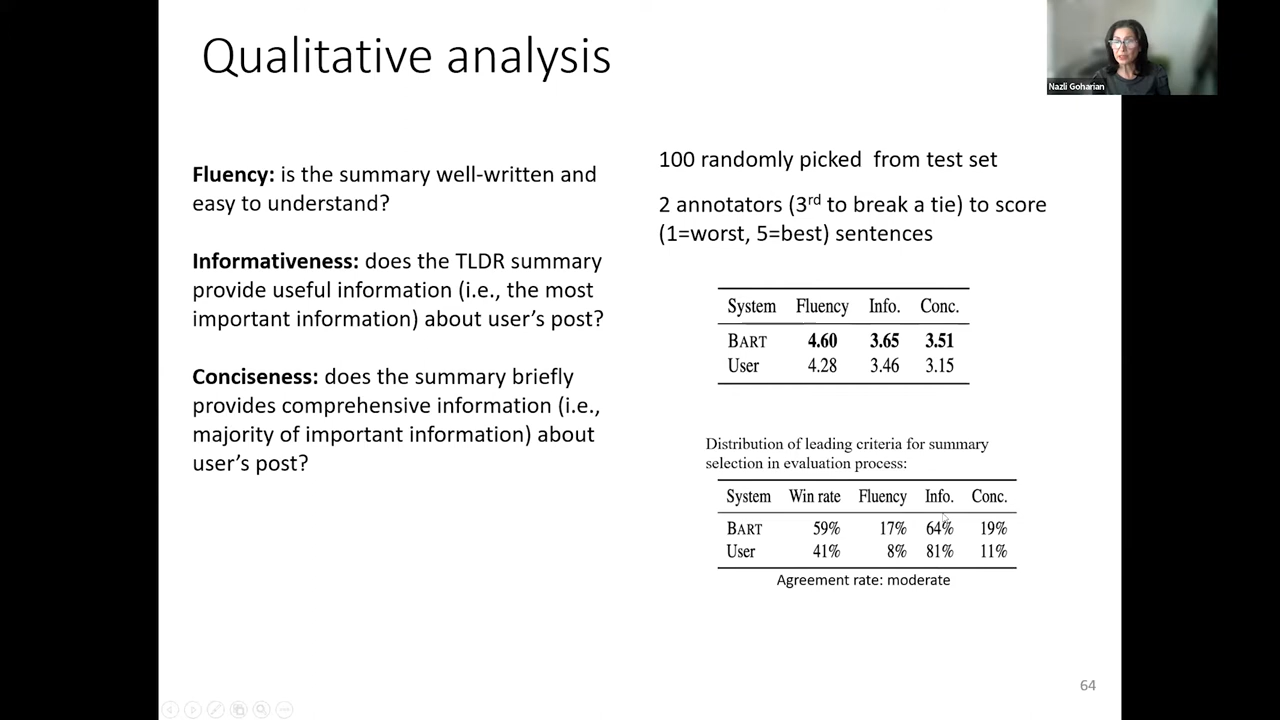 Qualitative analysis
Nazli Goharian
Fluency: is the summary well-written and
easy to understand?
Informativeness: does the TLDR summary
provide useful information (i.e., the most
important information) about user's post?
Conciseness: does the summary briefly
provides comprehensive information (i.e.,
majority of important information) about
user's post?
100 randomly picked from test set
2 annotators (3rd to break a tie) to score
(1=worst, 5=best) sentences
System Fluency Info. Conc.
BART 4.60 3.65 3.51
User 4.28 3.46 3.15
Distribution of leading criteria for summary
selection in evaluation process:
System Win rate Fluency Info. Conc.
BART 59% 17% 64% 19%
User 41% 8% 81% 11%
Agreement rate: moderate
64